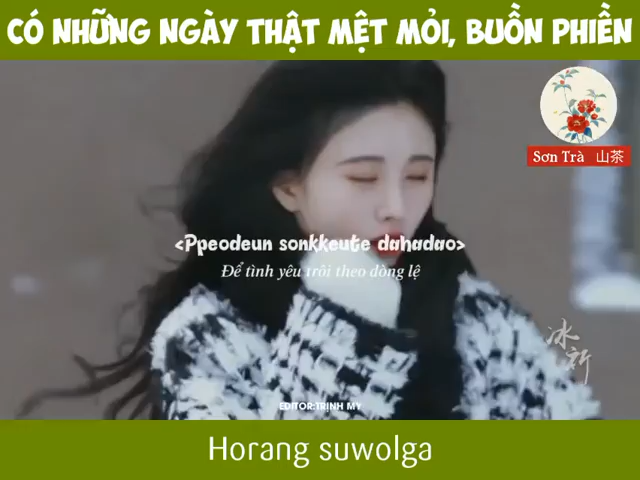 CÓ NHỮNG NGÀY THẬT MỆT MỎI, BUỒN PHIỀN
Sơn Trà 山茶
<Ppeodeun sonkkeute dahadao>
Để tình yêu trôi theo dòng lệ
冰新
EDITOR:TRINH MY
Horang suwolga